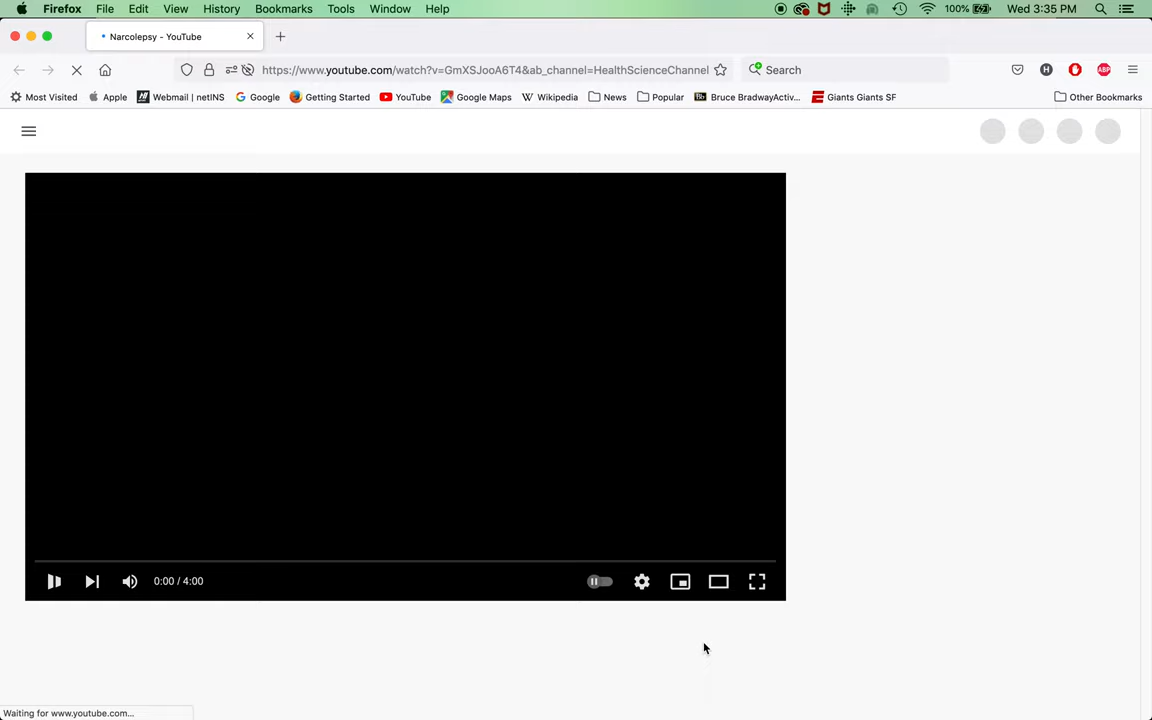 Firefox File Edit View History Bookmarks Tools Window Help 100% Wed 3:35 PM
Narcolepsy - YouTube
https://www.youtube.com/watch?v=GmXSJooA6T4&ab_channel=HealthScienceChannel Search H ABP
Most Visited Apple Webmail | netINS Google Getting Started YouTube Google Maps Wikipedia News Popular Bruce BradwayActiv... Giants Giants SF Other Bookmarks
0:00 / 4:00
Waiting for www.youtube.com...